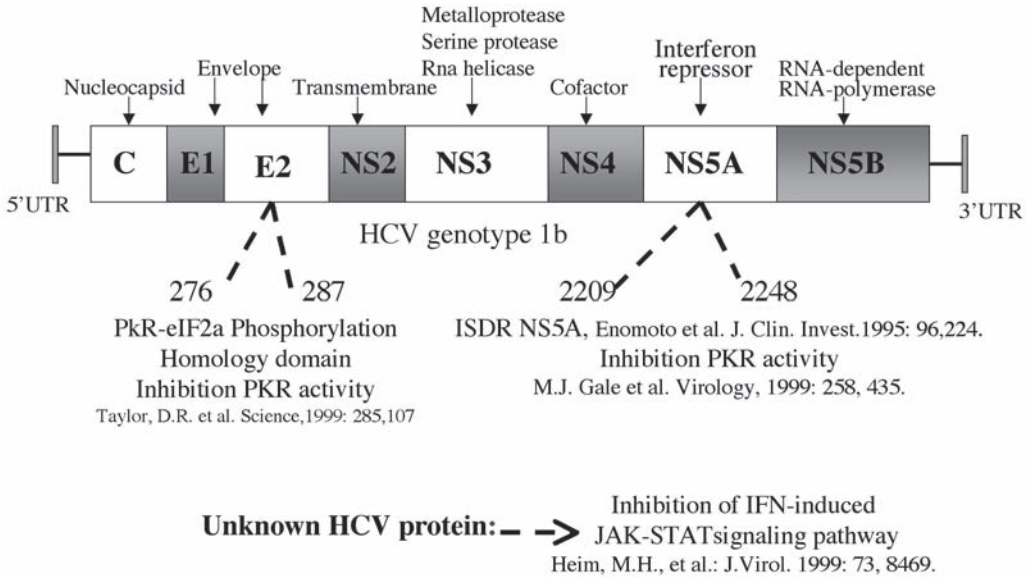 Metalloprotease
Serine protease
Rna helicase
Interferon
repressor
Envelope
RNA-dependent
RNA-polymerase
Nucleocapsid
Transmembrane
Cofactor
C
E1
E2
NS2
NS3
NS4
NS5A
NS5B
5’UTR
3’UTR
HCV genotype 1b
276
287
2209
2248
PkR-eIF2a Phosphorylation
Homology domain
Inhibition PKR activity
Taylor, D.R. et al. Science,1999: 285,107
ISDR NS5A, Enomoto et al. J. Clin. Invest.1995: 96,224.
Inhibition PKR activity
M.J. Gale et al. Virology, 1999: 258, 435.
Unknown HCV protein:
Inhibition of IFN-induced
JAK-STATsignaling pathway
Heim, M.H., et al.: J.Virol. 1999: 73, 8469.